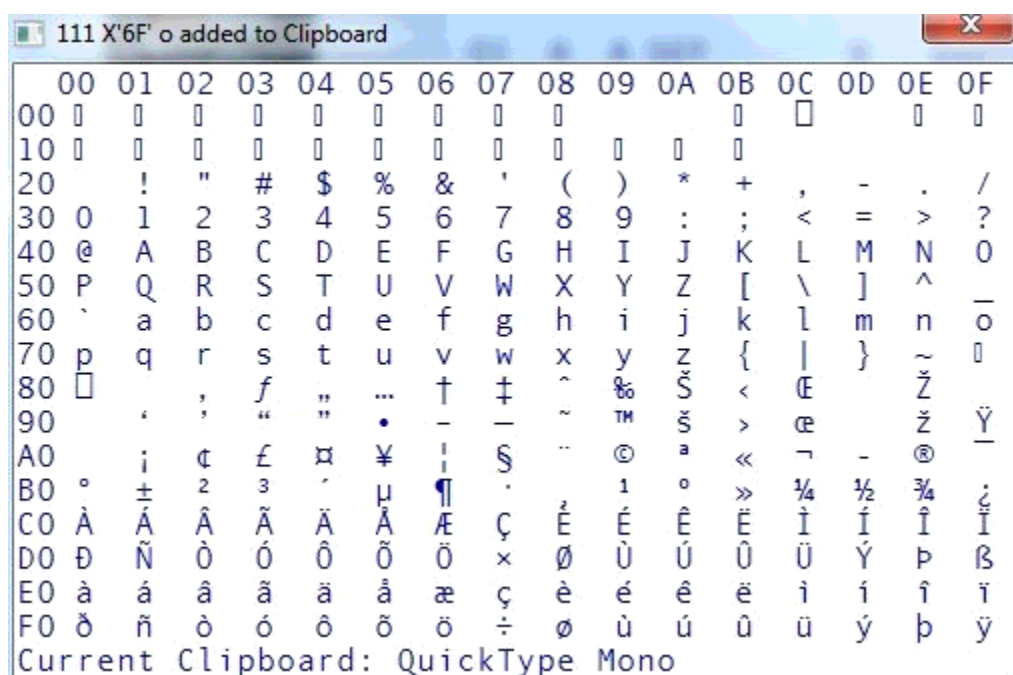 111 X'6F' o added to Clipboard
00 01 02 03 04 05 06 07 08 09 0A 0B 0C 0D 0E 0F
00
10
20 ! " # $ % & ' ( ) * + , - . /
30 0 1 2 3 4 5 6 7 8 9 : ; < = > ?
40 @ A B C D E F G H I J K L M N O
50 P Q R S T U V W X Y Z [ \ ] ^ _
60 ` a b c d e f g h i j k l m n o
70 p q r s t u v w x y z { | } ~
80 ‚ ƒ „ … † ‡ ˆ ‰ Š ‹ Œ Ž
90 ‘ ’ “ ” • – — ˜ ™ š › œ ž Ÿ
A0 ¡ ¢ £ ¤ ¥ ¦ § ¨ © ª « ¬ - ® ¯
B0 ° ± ² ³ ´ µ ¶ · ¸ ¹ º » ¼ ½ ¾ ¿
C0 À Á Â Ã Ä Å Æ Ç È É Ê Ë Ì Í Î Ï
D0 Ð Ñ Ò Ó Ô Õ Ö × Ø Ù Ú Û Ü Ý Þ ß
E0 à á â ã ä å æ ç è é ê ë ì í î ï
F0 ð ñ ò ó ô õ ö ÷ ø ù ú û ü ý þ ÿ
Current Clipboard: QuickType Mono